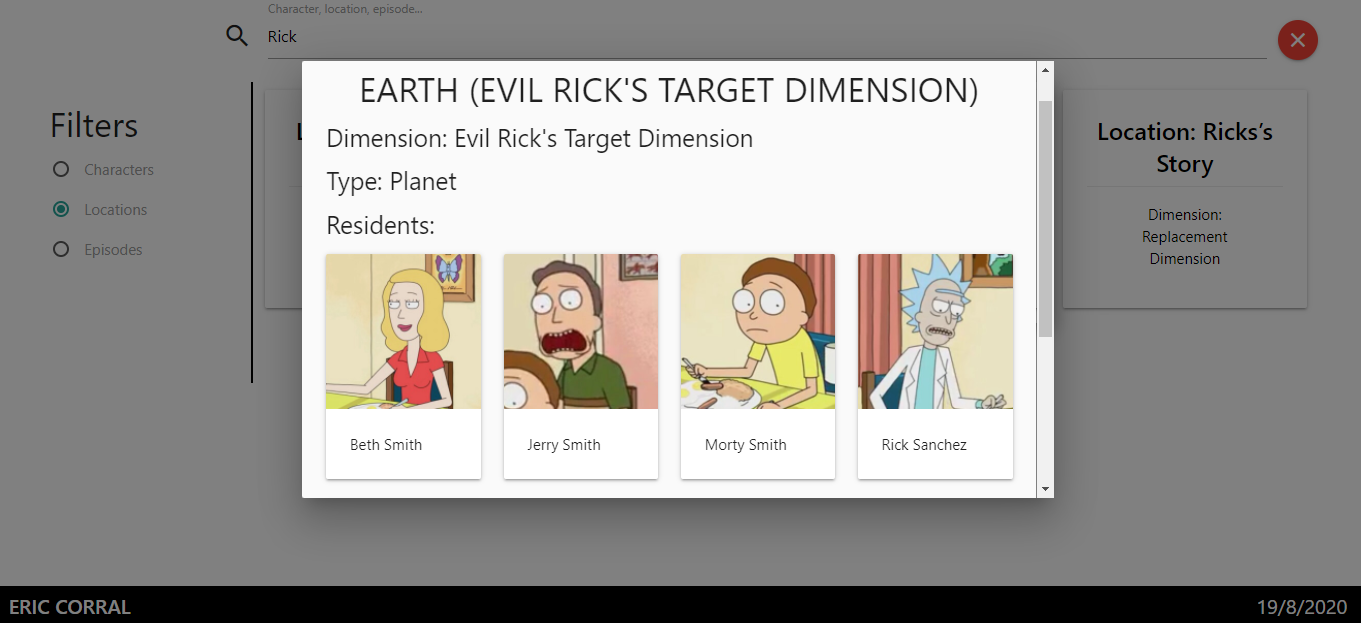 Character, location, episode...
Rick
Filters
Characters
Locations
Episodes
EARTH (EVIL RICK'S TARGET DIMENSION)
Dimension: Evil Rick's Target Dimension
Type: Planet
Residents:
Beth Smith
Jerry Smith
Morty Smith
Rick Sanchez
Location: Ricks’s
Story
Dimension:
Replacement
Dimension
ERIC CORRAL
19/8/2020